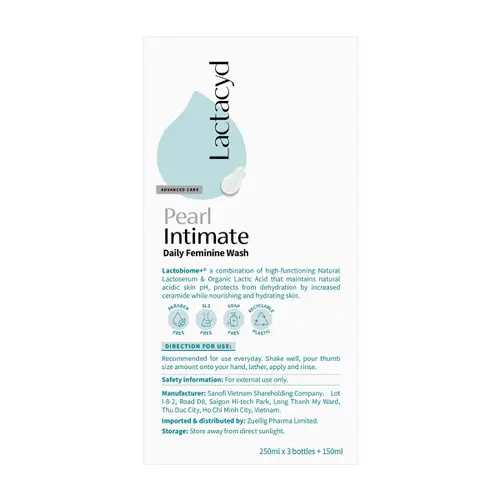 Lactacyd
ADVANCED CARE
Pearl
Intimate
Daily Feminine Wash
Lactobiome+® a combination of high-functioning Natural
Lactoserum & Organic Lactic Acid that maintains natural
acidic skin pH, protects from dehydration by increased
ceramide while nourishing and hydrating skin.
PARABEN FREE
SLS FREE
SOAP FREE
RECYCLABLE PLASTIC
DIRECTION FOR USE:
Recommended for use everyday. Shake well, pour thumb
size amount onto your hand, lather, apply and rinse.
Safety information: For external use only.
Manufacturer: Sanofi Vietnam Shareholding Company. Lot
I-8-2, Road D8, Saigon Hi-tech Park, Long Thanh My Ward,
Thu Duc City, Ho Chi Minh City, Vietnam.
Imported & distributed by: Zuellig Pharma Limited.
Storage: Store away from direct sunlight.
250ml x 3 bottles + 150ml